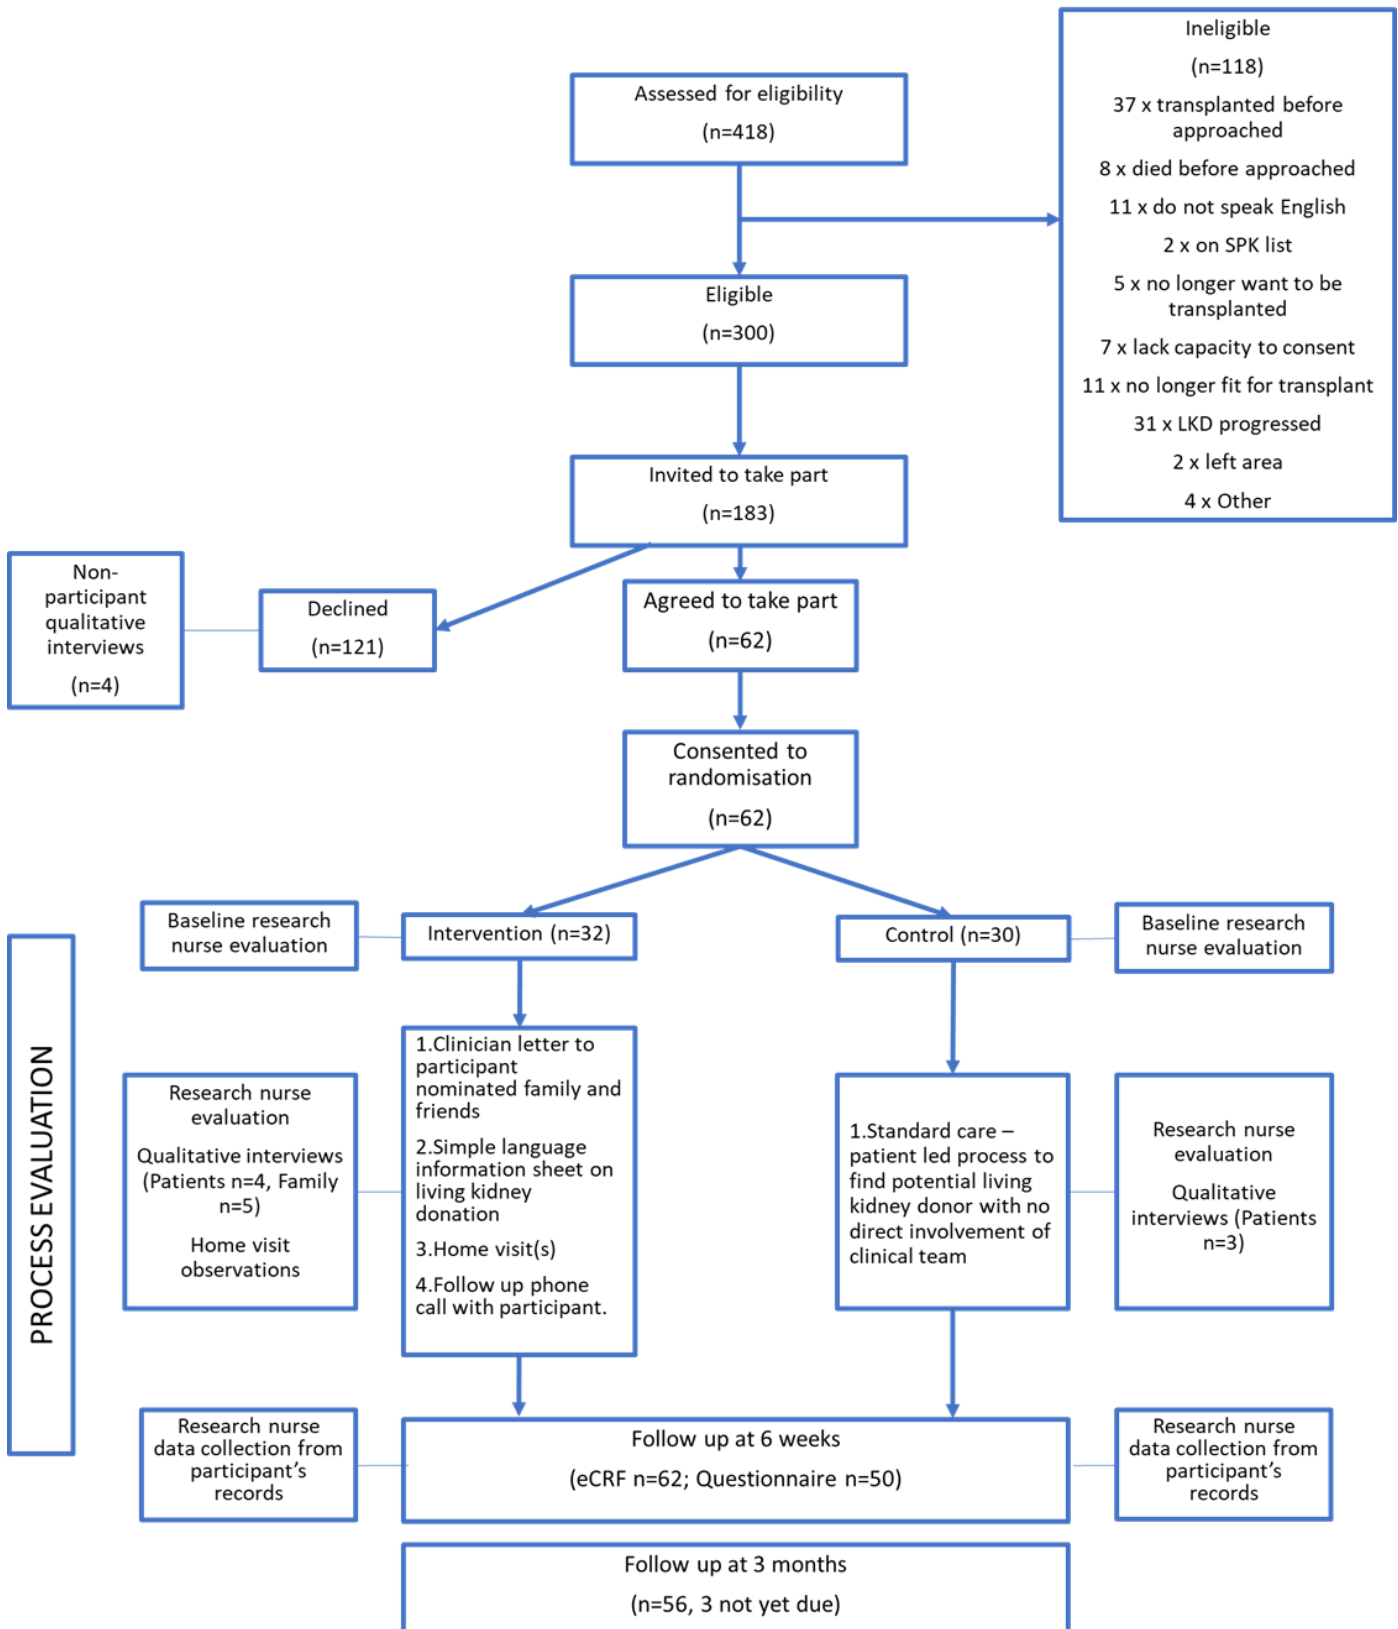 Assessed for eligibility
(n=418)
Ineligible
(n=118)
37 x transplanted before
approached
8 x died before approached
11 x do not speak English
2 x on SPK list
5 x no longer want to be
transplanted
7 x lack capacity to consent
11 x no longer fit for transplant
31 x LKD progressed
2 x left area
4 x Other
Eligible
(n=300)
Invited to take part
(n=183)
Non-
participant
qualitative
interviews
(n=4)
Declined
(n=121)
Agreed to take part
(n=62)
Consented to
randomisation
(n=62)
PROCESS EVALUATION
Baseline research
nurse evaluation
Intervention (n=32)
Control (n=30)
Baseline research
nurse evaluation
Research nurse
evaluation
Qualitative interviews
(Patients n=4, Family
n=5)
Home visit
observations
1.Clinician letter to
participant
nominated family and
friends
2.Simple language
information sheet on
living kidney
donation
3.Home visit(s)
4.Follow up phone
call with participant.
1.Standard care –
patient led process to
find potential living
kidney donor with no
direct involvement of
clinical team
Research nurse
evaluation
Qualitative
interviews (Patients
n=3)
Research nurse
data collection from
participant's
records
Follow up at 6 weeks
(eCRF n=62; Questionnaire n=50)
Research nurse
data collection from
participant's
records
Follow up at 3 months
(n=56, 3 not yet due)